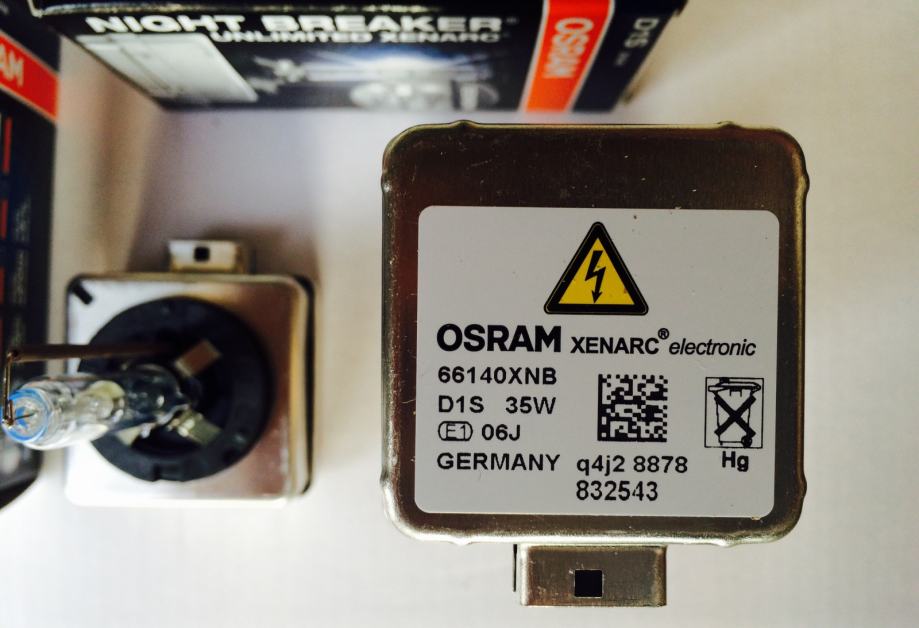 NIGHT BREAKER®
UNLIMITED XENARC®
OSRAM
D1S
AM
OSRAM XENARC® electronic
66140XNB
D1S 35W
E1 06J
GERMANY
q4j2 8878
832543
Hg